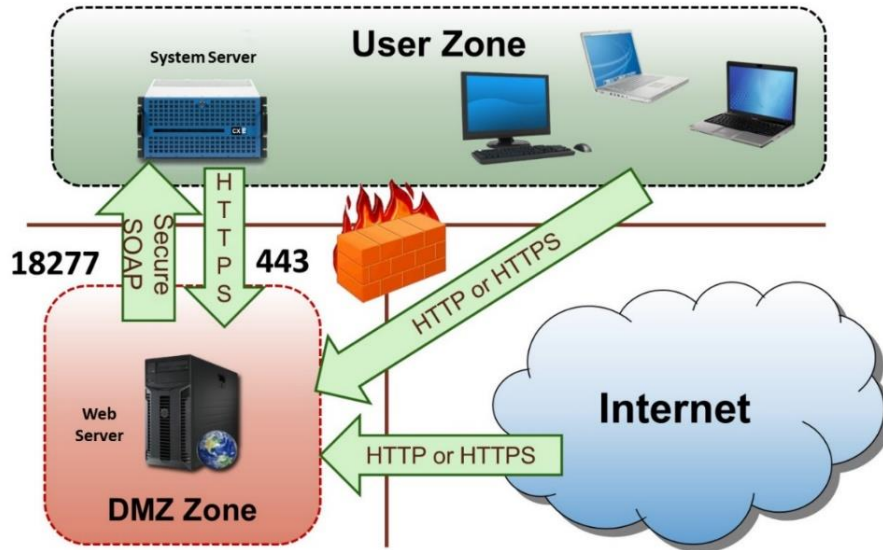 System Server
User Zone
CX
HTTPS
Secure
SOAP
18277
443
HTTP or HTTPS
Web
Server
DMZ Zone
HTTP or HTTPS
Internet